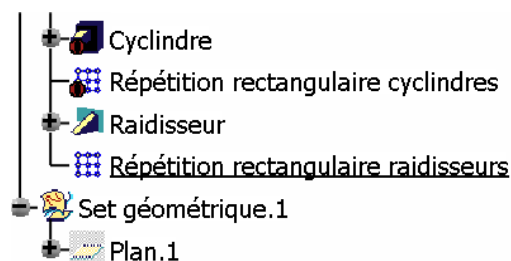 Cyclindre
Répétition rectangulaire cyclindres
Raidisseur
Répétition rectangulaire raidisseurs
Set géométrique.1
Plan.1